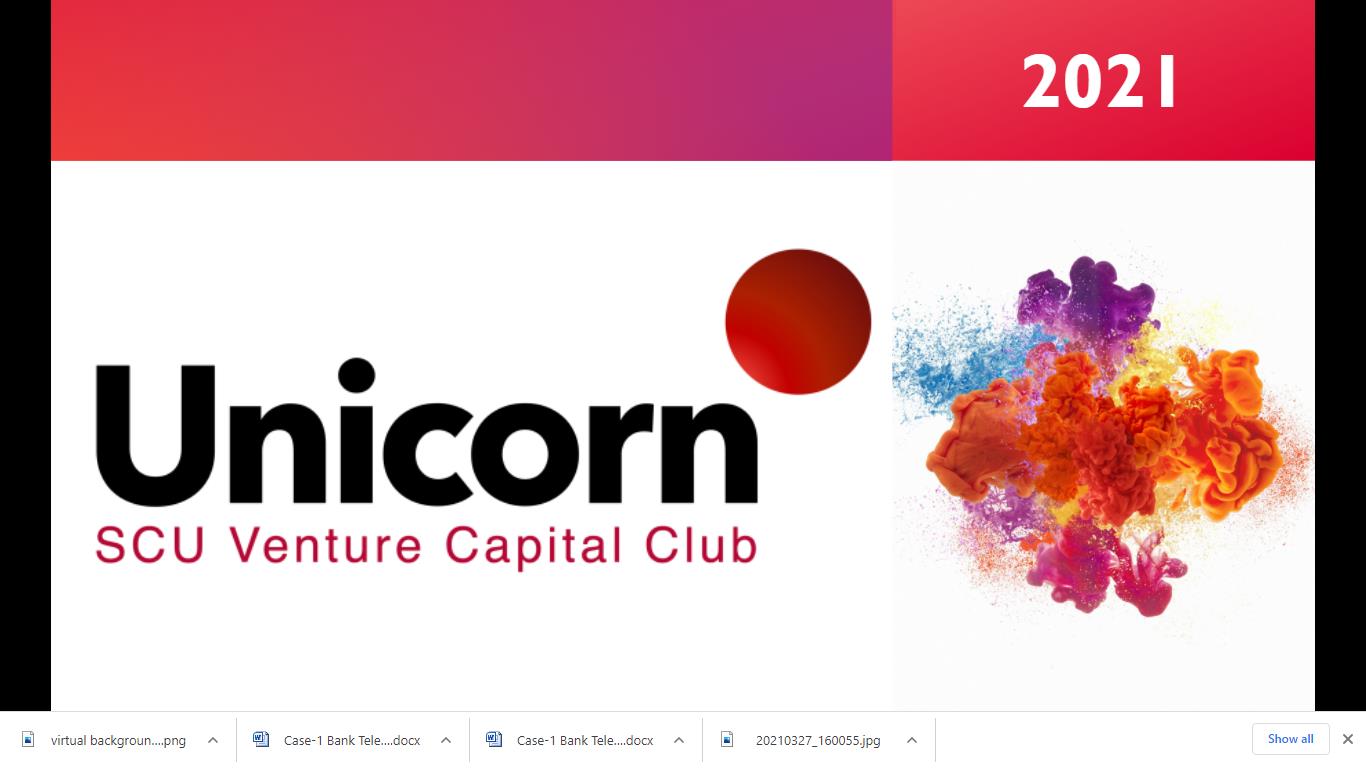 2021
Unicorn
SCU Venture Capital Club
virtual backgroun....png
Case-1 Bank Tele....docx
Case-1 Bank Tele....docx
20210327_160055.jpg
Show all